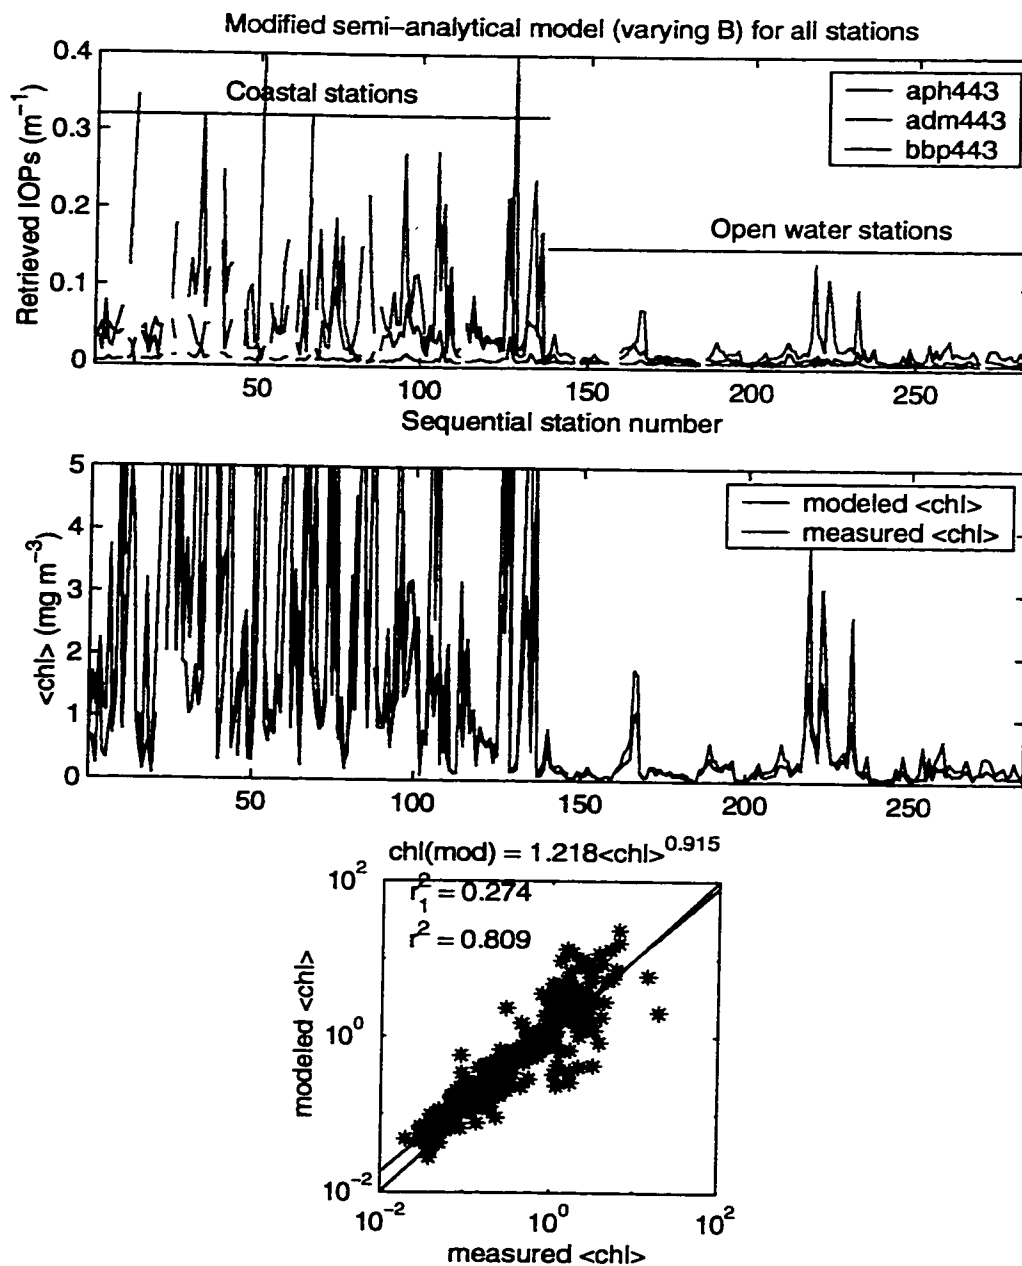 Modified semi–analytical model (varying B) for all stations
Retrieved IOPs (m⁻¹)
0.4
0.3
0.2
0.1
0
Coastal stations
aph443
adm443
bbp443
Open water stations
50
100
150
200
250
Sequential station number
<chl> (mg m⁻³)
5
4
3
2
1
0
modeled <chl>
measured <chl>
50
100
150
200
250
chl(mod) = 1.218<chl>^0.915
r₁² = 0.274
r² = 0.809
modeled <chl>
10²
10⁰
10⁻²
10⁻²
10⁰
10²
measured <chl>